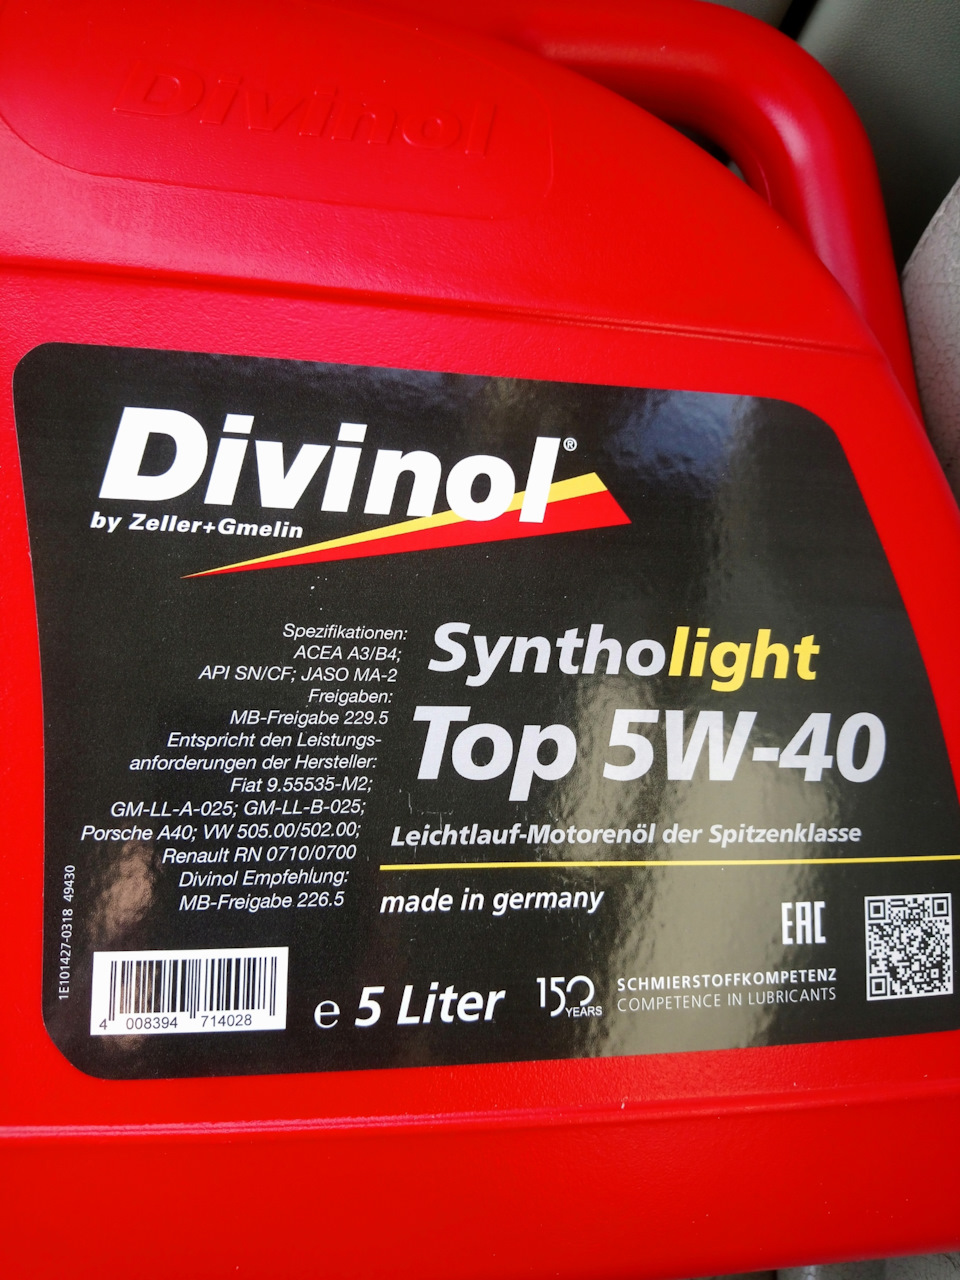 Divinol
Divinol®
by Zeller+Gmelin
Spezifikationen:
ACEA A3/B4;
API SN/CF; JASO MA-2
Freigaben:
MB-Freigabe 229.5
Entspricht den Leistungs-
anforderungen der Hersteller:
Fiat 9.55535-M2;
GM-LL-A-025; GM-LL-B-025;
Porsche A40; VW 505.00/502.00;
Renault RN 0710/0700
Divinol Empfehlung:
MB-Freigabe 226.5
Syntholight
Top 5W-40
Leichtlauf-Motorenöl der Spitzenklasse
made in germany
EAC
1E101427-0318 49430
4 008394 714028
e 5 Liter
150 YEARS
SCHMIERSTOFFKOMPETENZ
COMPETENCE IN LUBRICANTS